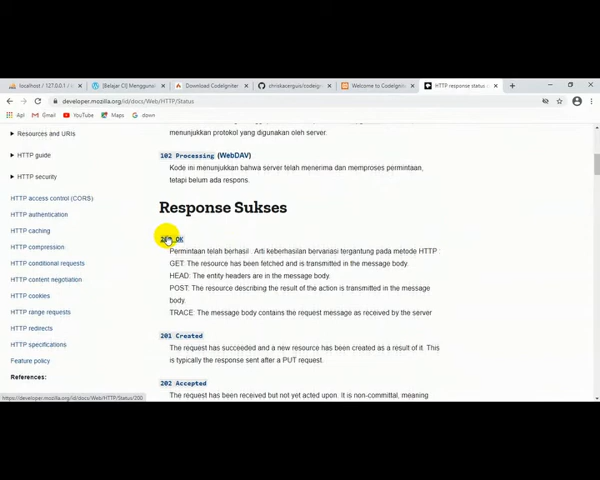 localhost / 127.0.0.1 /
[Belajar CI] Menggunan
Download CodeIgniter
chriskacerguis/codeign
Welcome to CodeIgnit
HTTP response status
developer.mozilla.org/id/docs/Web/HTTP/Status
Apl
Gmail
YouTube
Maps
down
Resources and URIs
HTTP guide
HTTP security
HTTP access control (CORS)
HTTP authentication
HTTP caching
HTTP compression
HTTP conditional requests
HTTP content negotiation
HTTP cookies
HTTP range requests
HTTP redirects
HTTP specifications
Feature policy
References:
menunjukkan protokol yang digunakan oleh server.
102 Processing (WebDAV)
Kode ini menunjukkan bahwa server telah menerima dan memproses permintaan,
tetapi belum ada respons.
Response Sukses
200 OK
Permintaan telah berhasil . Arti keberhasilan bervanasi tergantung pada metode HTTP
GET: The resource has been fetched and is transmitted in the message body.
HEAD: The entity headers are in the message body.
POST: The resource describing the result of the action is transmitted in the message
body.
TRACE: The message body contains the request message as received by the server
201 Created
The request has succeeded and a new resource has been created as a result of it. This
is typically the response sent after a PUT request.
202 Accepted
The request has been received but not yet acted upon. It is non-committal, meaning
https://developer.mozilla.org/id/docs/Web/HTTP/Status/200